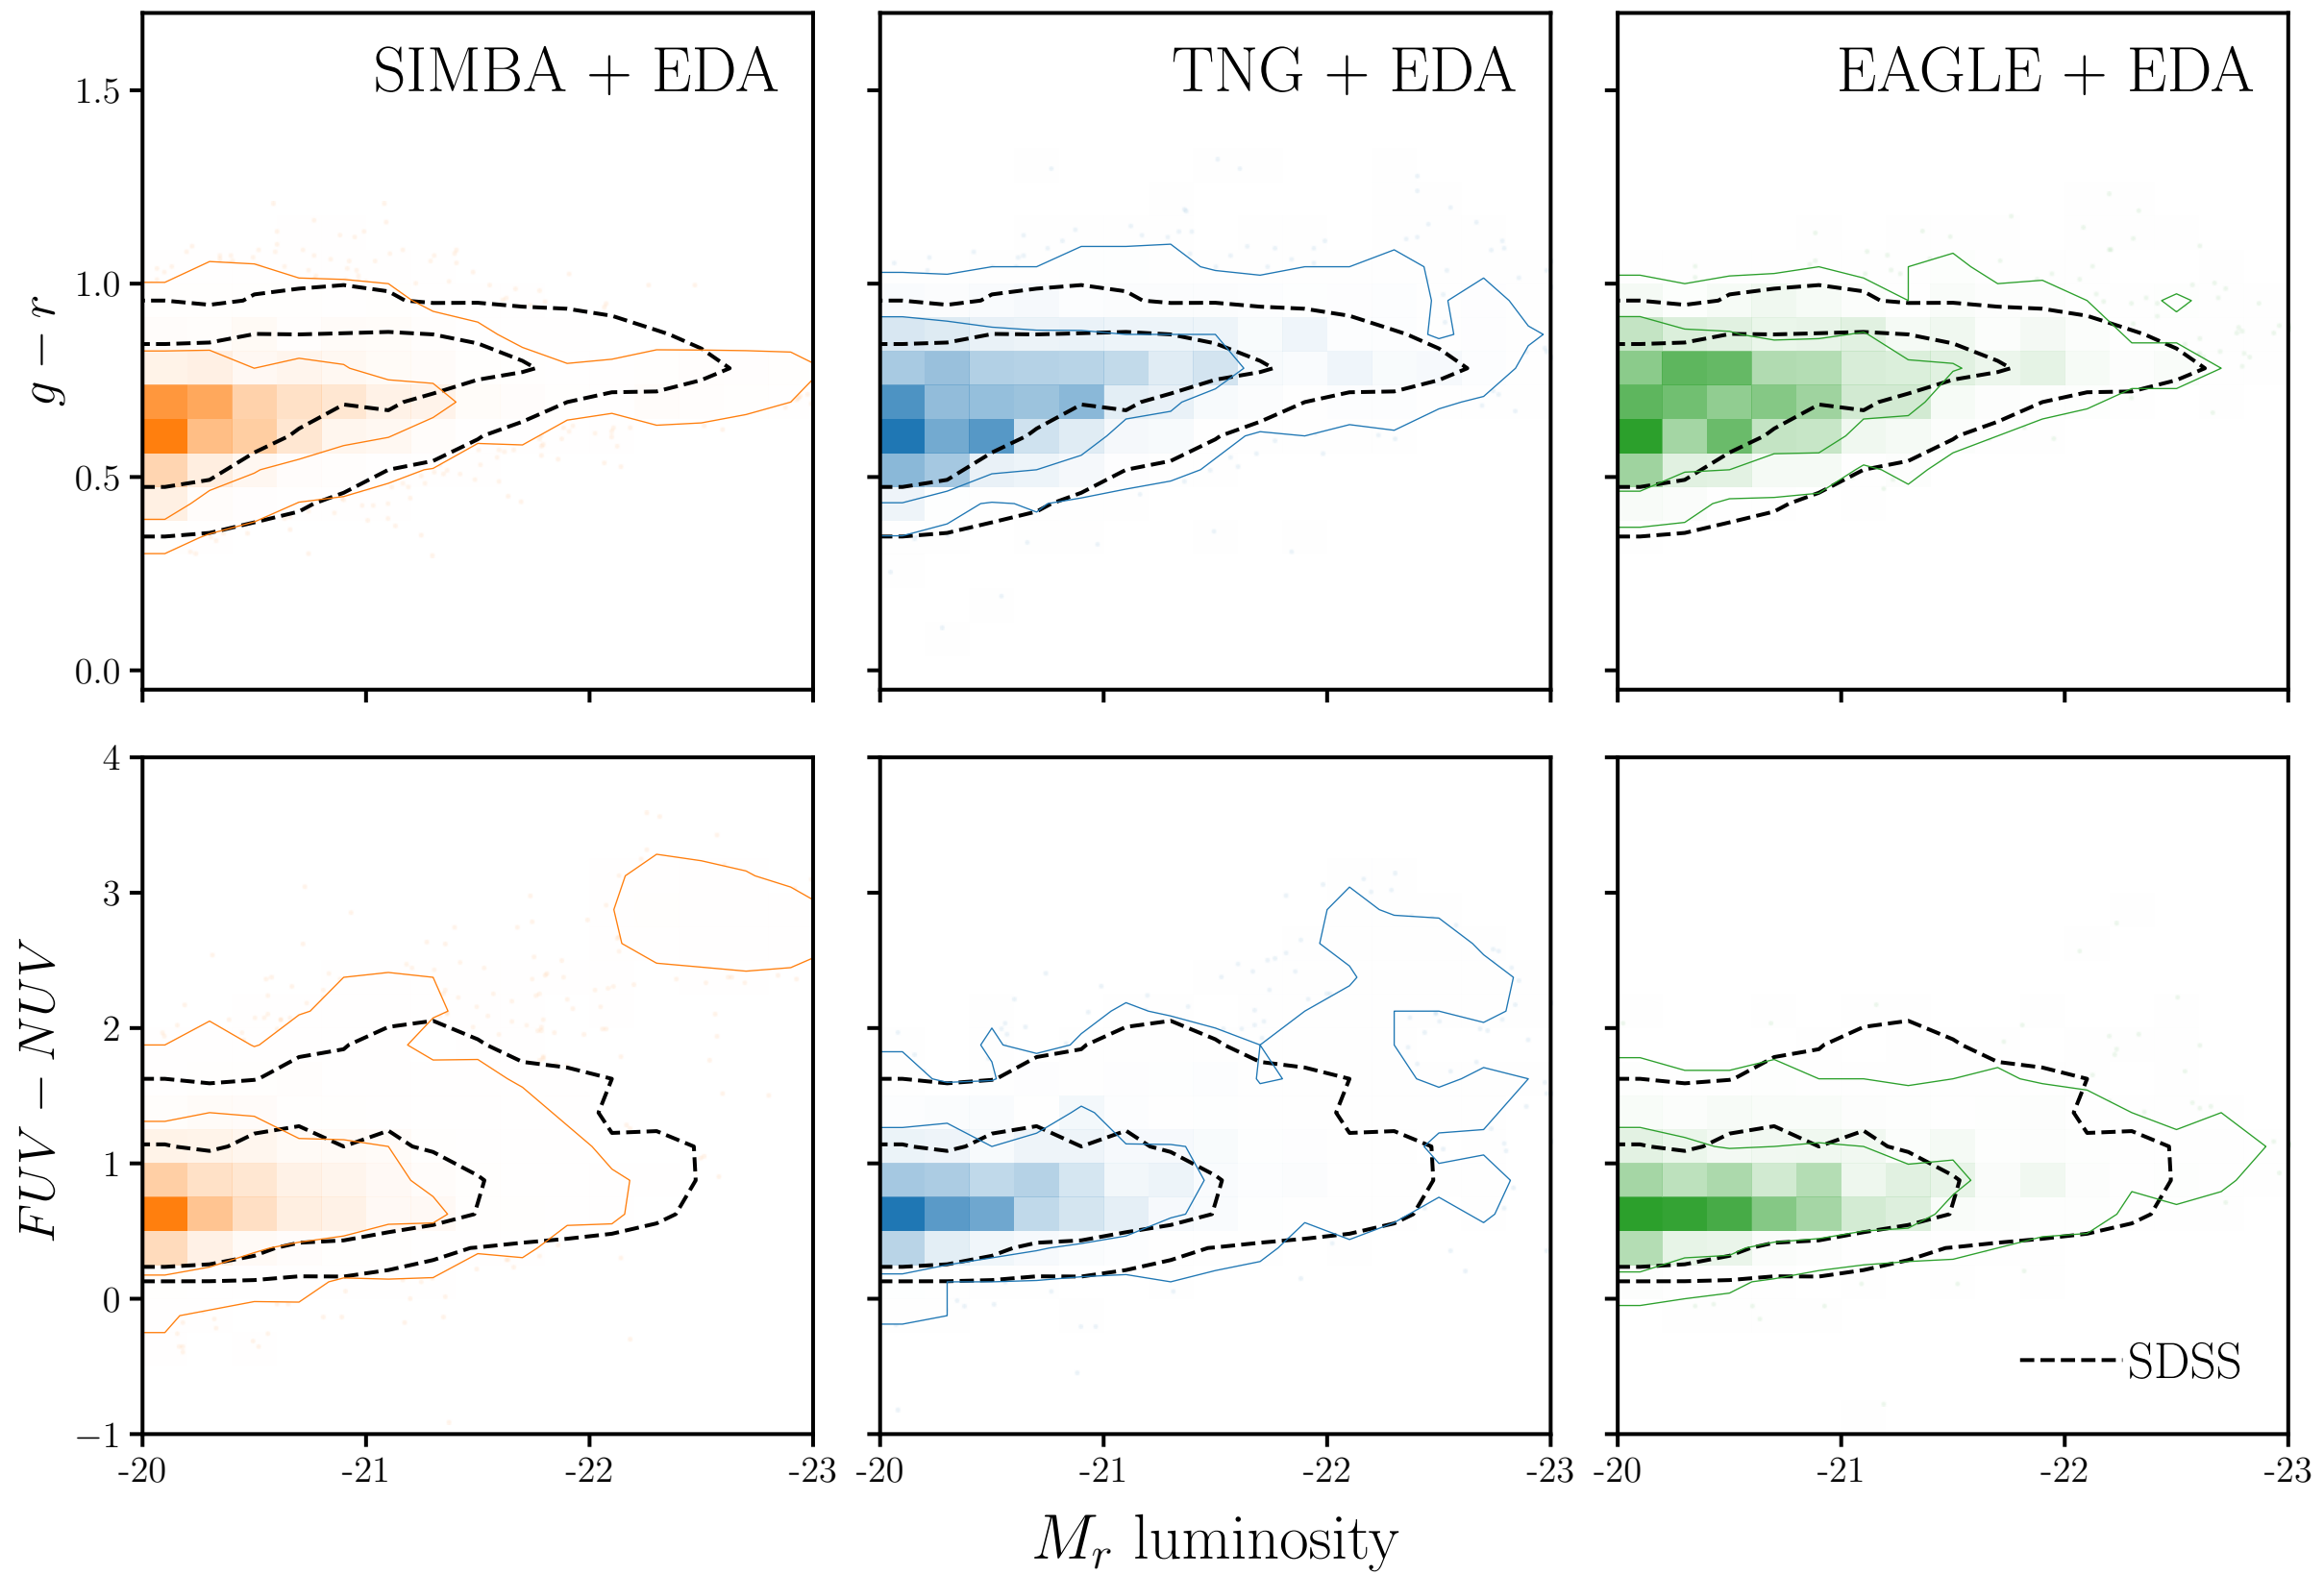 SIMBA + EDA
TNG + EDA
EAGLE + EDA
1.5
1.0
0.5
0.0
g − r
4
3
2
1
0
−1
FUV − NUV
SDSS
-20 -21 -22 -23 -20 -21 -22 -23 -20 -21 -22 -23
M_r luminosity